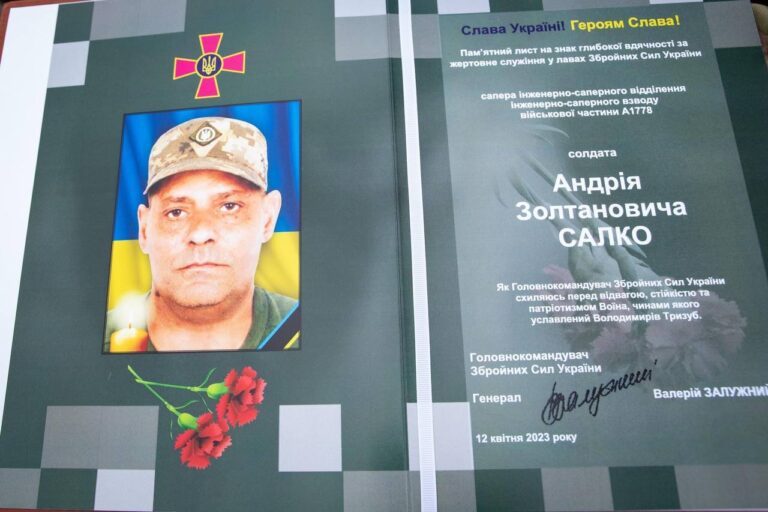 Слава Україні! Героям Слава!
Пам'ятний лист на знак глибокої вдячності за
жертовне служіння у лавах Збройних Сил України
сапера інженерно-саперного відділення
інженерно-саперного взводу
військової частини А1778
солдата
Андрія
Золтановича
САЛКО
Як Головнокомандувач Збройних Сил України
схиляюсь перед відвагою, стійкістю та
патріотизмом Воїна, чинами якого
уславлений Володимирів Тризуб.
Головнокомандувач
Збройних Сил України
Генерал Валерій ЗАЛУЖНИЙ
12 квітня 2023 року